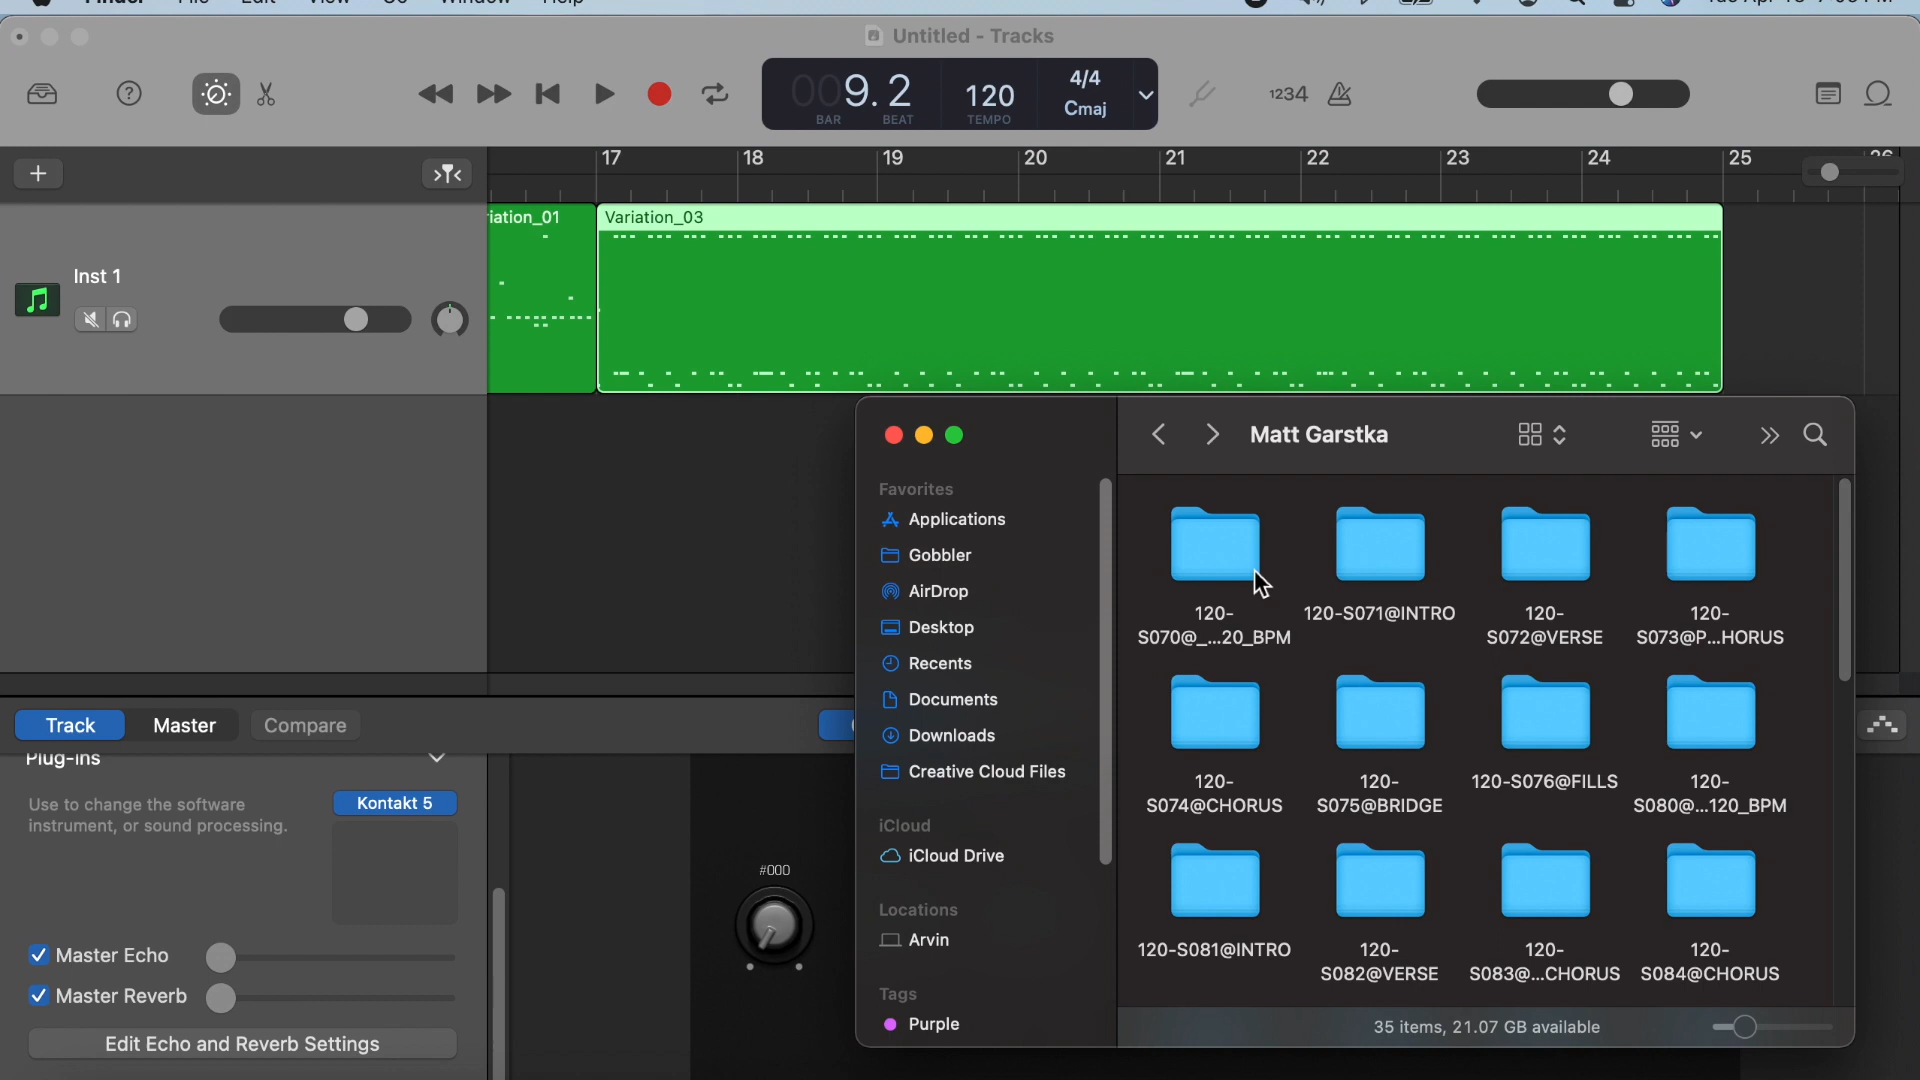 Untitled - Tracks
009.2
BAR BEAT
120
TEMPO
4/4
Cmaj
1234
17 18 19 20 21 22 23 24 25
iation_01
Variation_03
Inst 1
Track
Master
Compare
Plug-ins
Use to change the software
instrument, or sound processing.
Kontakt 5
Master Echo
Master Reverb
Edit Echo and Reverb Settings
#000
Matt Garstka
Favorites
Applications
Gobbler
AirDrop
Desktop
Recents
Documents
Downloads
Creative Cloud Files
iCloud
iCloud Drive
Locations
Arvin
Tags
Purple
120-
S070@_...20_BPM
120-S071@INTRO
120-
S072@VERSE
120-
S073@P...HORUS
120-
S074@CHORUS
120-
S075@BRIDGE
120-S076@FILLS
120-
S080@...120_BPM
120-S081@INTRO
120-
S082@VERSE
120-
S083@...CHORUS
120-
S084@CHORUS
35 items, 21.07 GB available